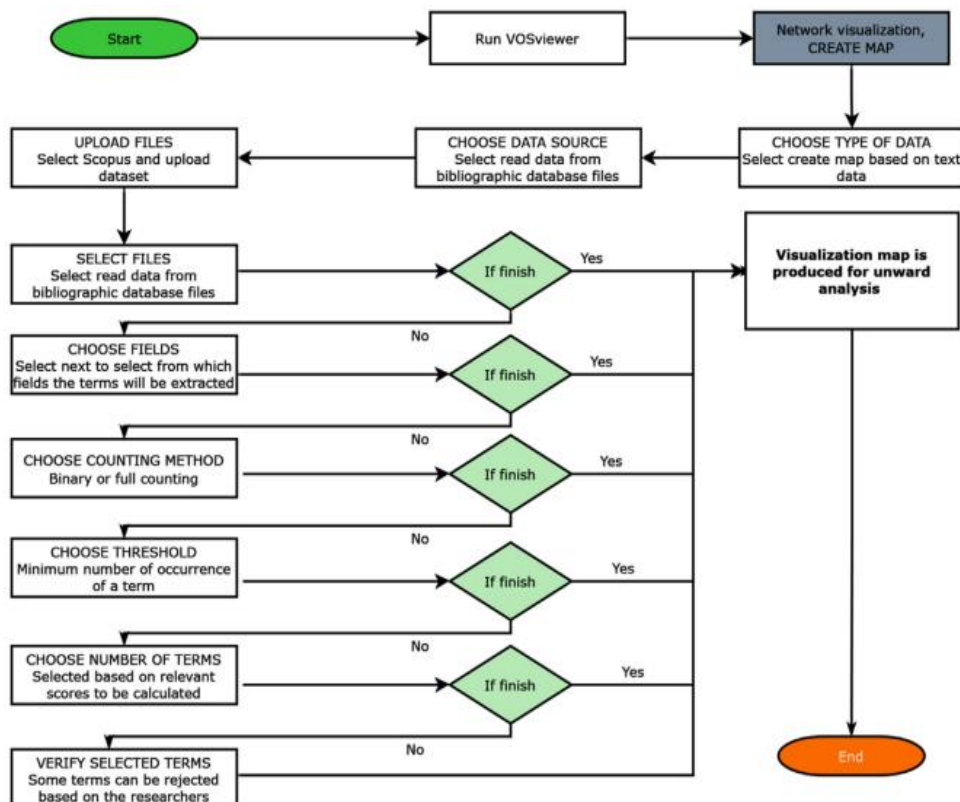 Start
Run VOSviewer
Network visualization,
CREATE MAP
UPLOAD FILES
Select Scopus and upload
dataset
CHOOSE DATA SOURCE
Select read data from
bibliographic database files
CHOOSE TYPE OF DATA
Select create map based on text
data
SELECT FILES
Select read data from
bibliographic database files
If finish
Yes
Visualization map is
produced for unward
analysis
No
CHOOSE FIELDS
Select next to select from which
fields the terms will be extracted
If finish
Yes
No
CHOOSE COUNTING METHOD
Binary or full counting
If finish
Yes
No
CHOOSE THRESHOLD
Minimum number of occurrence
of a term
If finish
Yes
No
CHOOSE NUMBER OF TERMS
Selected based on relevant
scores to be calculated
If finish
Yes
No
VERIFY SELECTED TERMS
Some terms can be rejected
based on the researchers
End